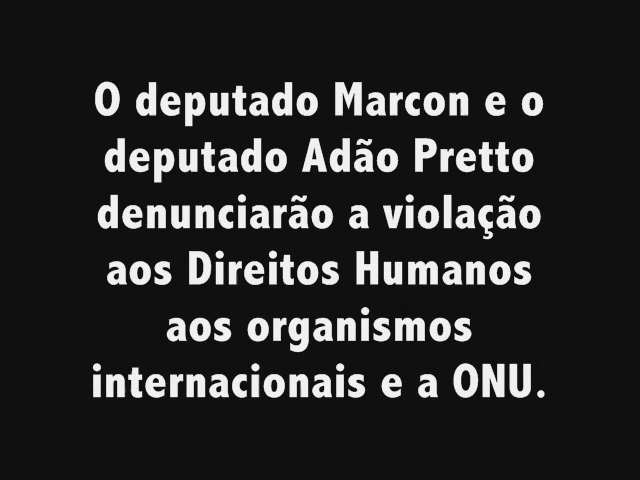 O deputado Marcon e o
deputado Adão Pretto
denunciarão a violação
aos Direitos Humanos
aos organismos
internacionais e a ONU.